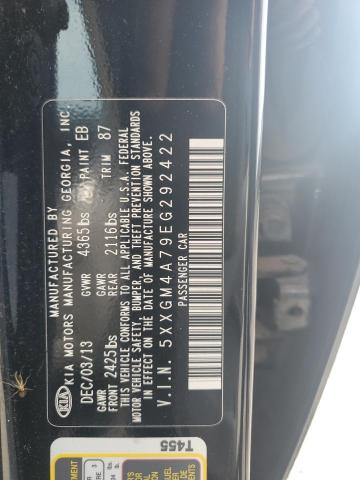 MANUFACTURED BY
KIA KIA MOTORS MANUFACTURING GEORGIA, INC.
DEC/03/13 GVWR 4365lbs PAINT EB
GAWR FRONT 2425lbs GAWR REAR 2116lbs TRIM 87
THIS VEHICLE CONFORMS TO ALL APPLICABLE U.S.A. FEDERAL
MOTOR VEHICLE SAFETY, BUMPER, AND THEFT PREVENTION STANDARDS
IN EFFECT ON THE DATE OF MANUFACTURE SHOWN ABOVE.
V.I.N. 5XXGM4A79EG292422
PASSENGER CAR
T455